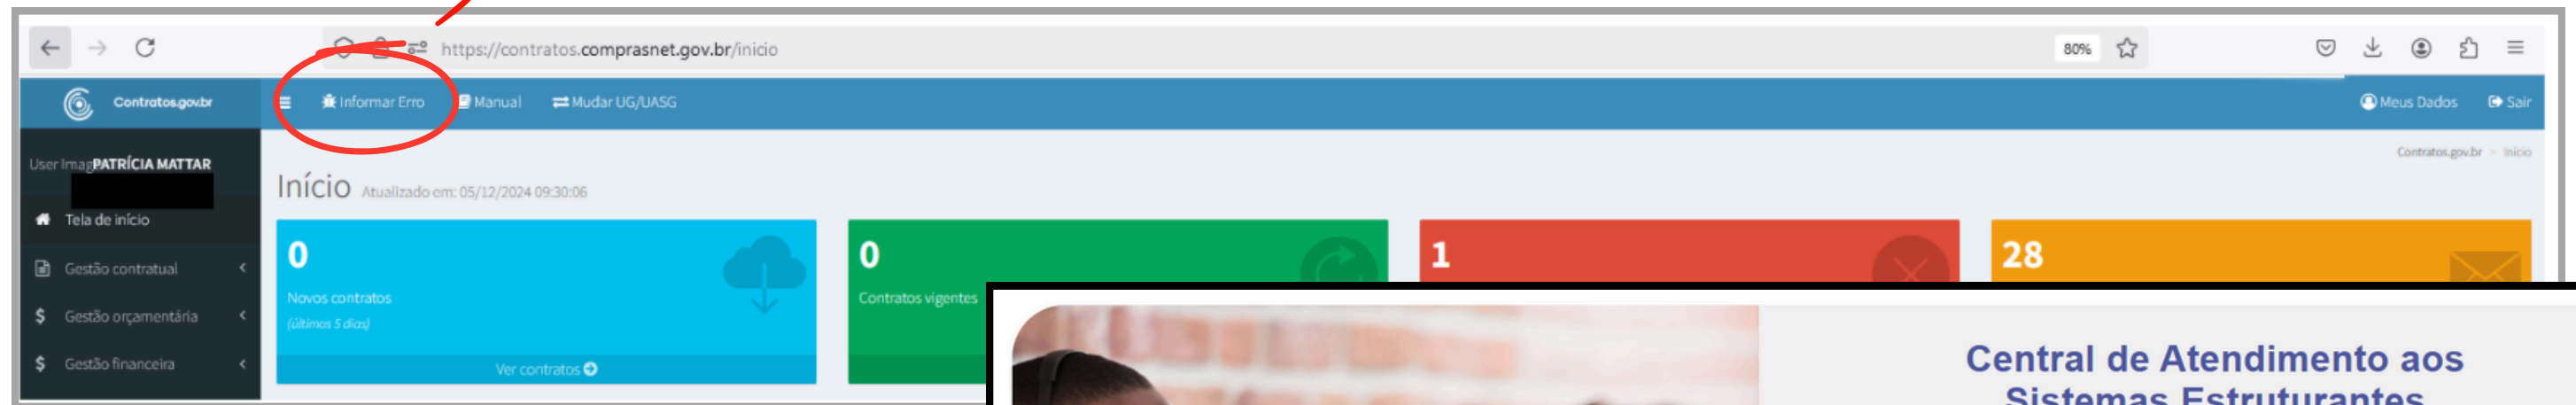 https://contratos.comprasnet.gov.br/inicio
80%
Contratos.gov.br
Informar Erro
Manual
Mudar UG/UASG
Meus Dados
Sair
User Imag PATRÍCIA MATTAR
Contratos.gov.br > Início
Início Atualizado em: 05/12/2024 09:30:06
Tela de início
Gestão contratual
Gestão orçamentária
Gestão financeira
0
Novos contratos
(últimos 5 dias)
Ver contratos
0
Contratos vigentes
1
28
Central de Atendimento aos
Sistemas Estruturantes